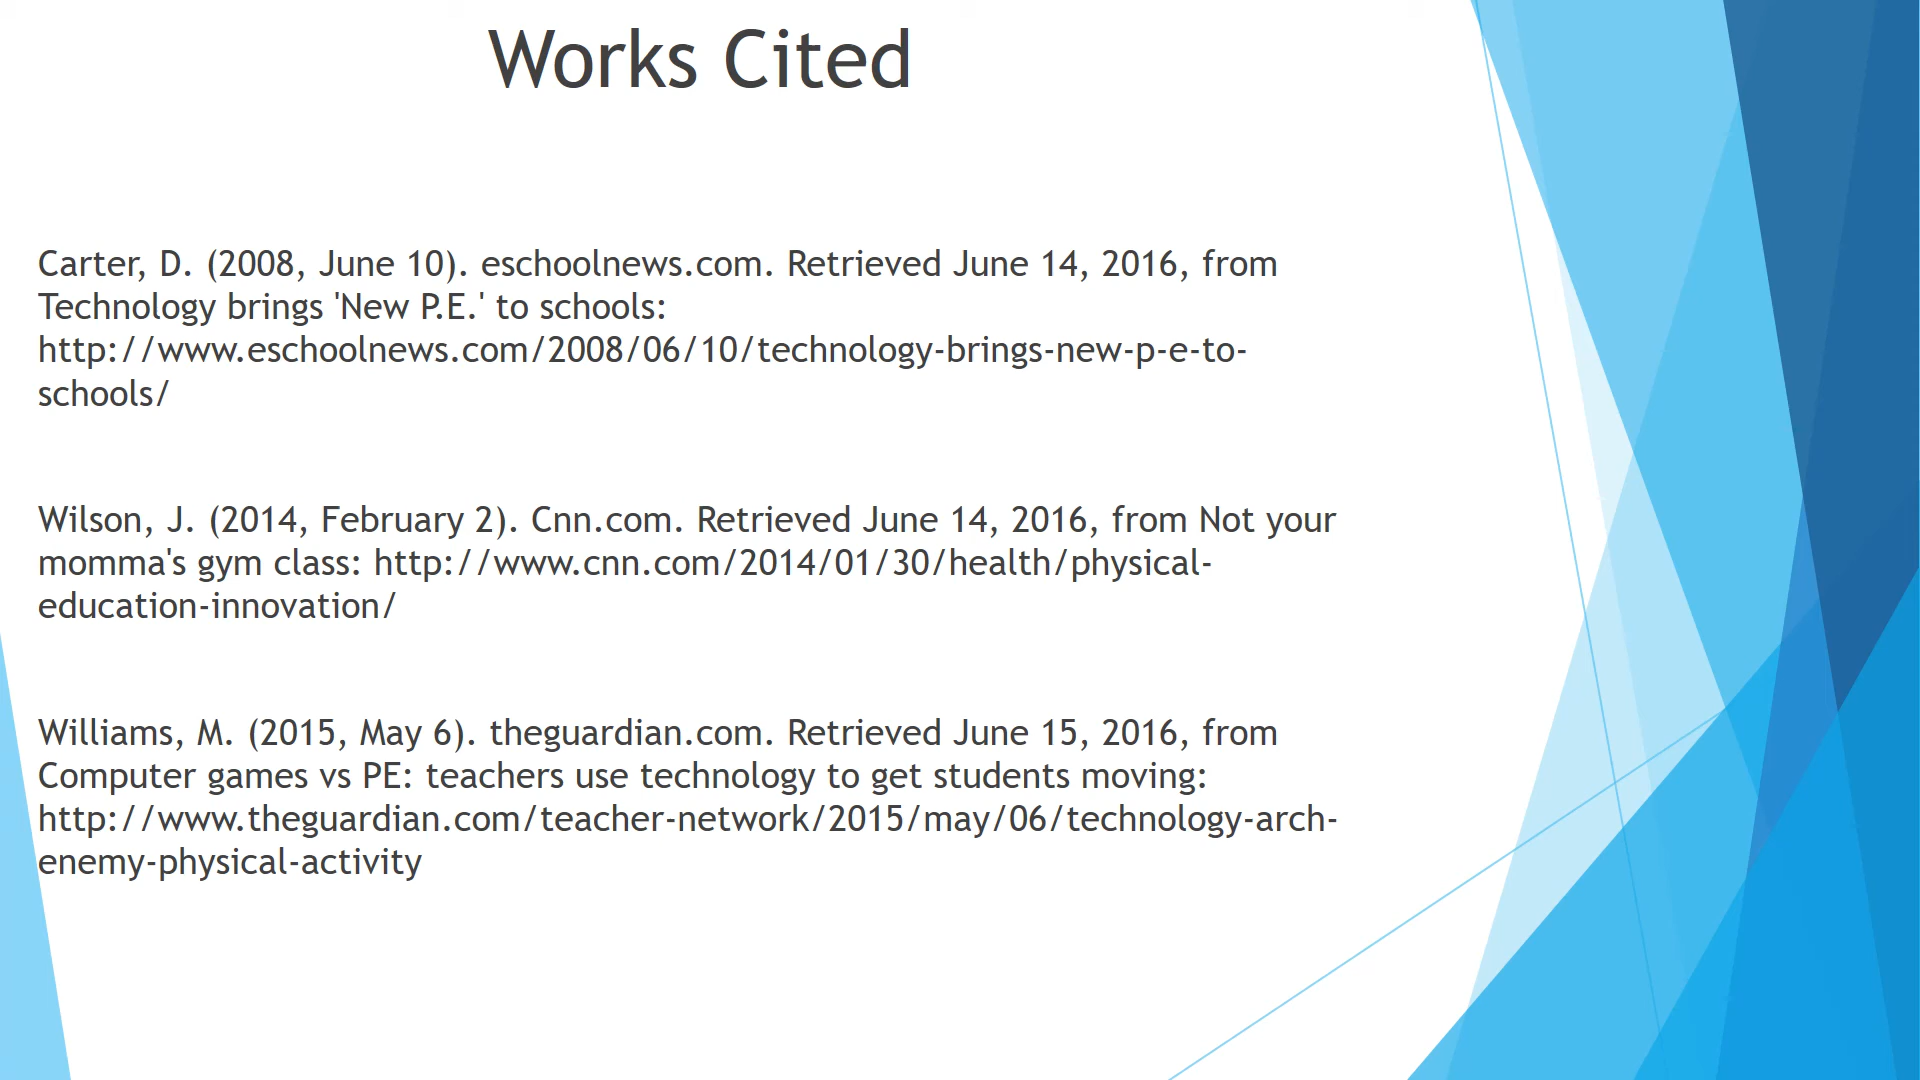 Works Cited
Carter, D. (2008, June 10). eschoolnews.com. Retrieved June 14, 2016, from
Technology brings 'New P.E.' to schools:
http://www.eschoolnews.com/2008/06/10/technology-brings-new-p-e-to-
schools/
Wilson, J. (2014, February 2). Cnn.com. Retrieved June 14, 2016, from Not your
momma's gym class: http://www.cnn.com/2014/01/30/health/physical-
education-innovation/
Williams, M. (2015, May 6). theguardian.com. Retrieved June 15, 2016, from
Computer games vs PE: teachers use technology to get students moving:
http://www.theguardian.com/teacher-network/2015/may/06/technology-arch-
enemy-physical-activity